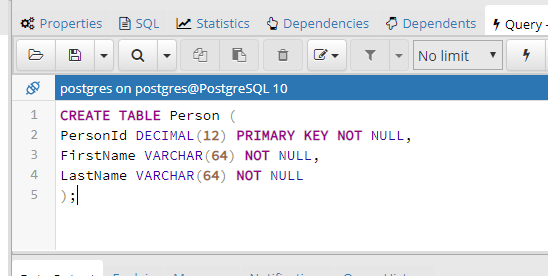 Properties SQL Statistics Dependencies Dependents Query -
No limit
postgres on postgres@PostgreSQL 10
1 CREATE TABLE Person (
2 PersonId DECIMAL(12) PRIMARY KEY NOT NULL,
3 FirstName VARCHAR(64) NOT NULL,
4 LastName VARCHAR(64) NOT NULL
5 );